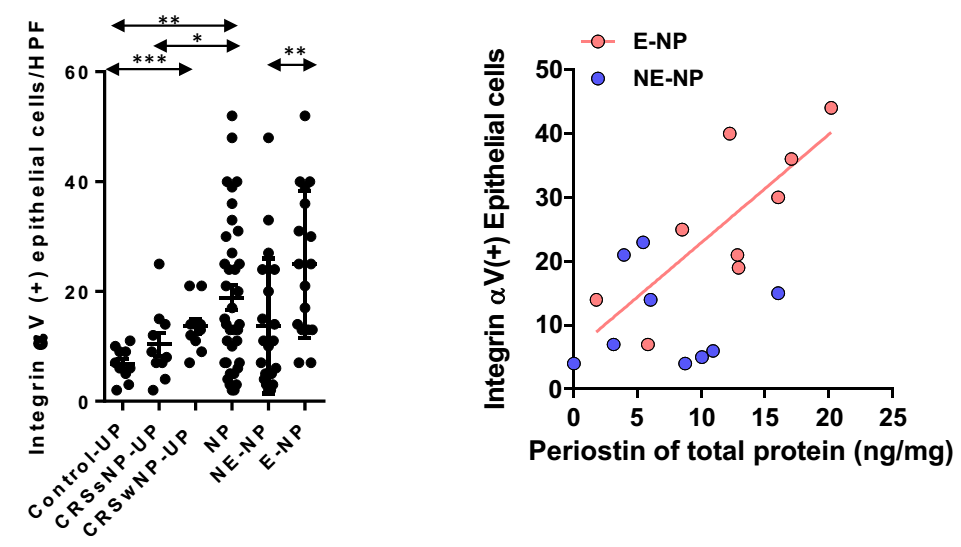 Integrin αV (+) epithelial cells/HPF
**
*
***
**
60
40
20
0
Control-UP
CRSsNP-UP
CRSwNP-UP
NP
NE-NP
E-NP
E-NP
NE-NP
Integrin αV(+) Epithelial cells
50
40
30
20
10
0
0
5
10
15
20
25
Periostin of total protein (ng/mg)